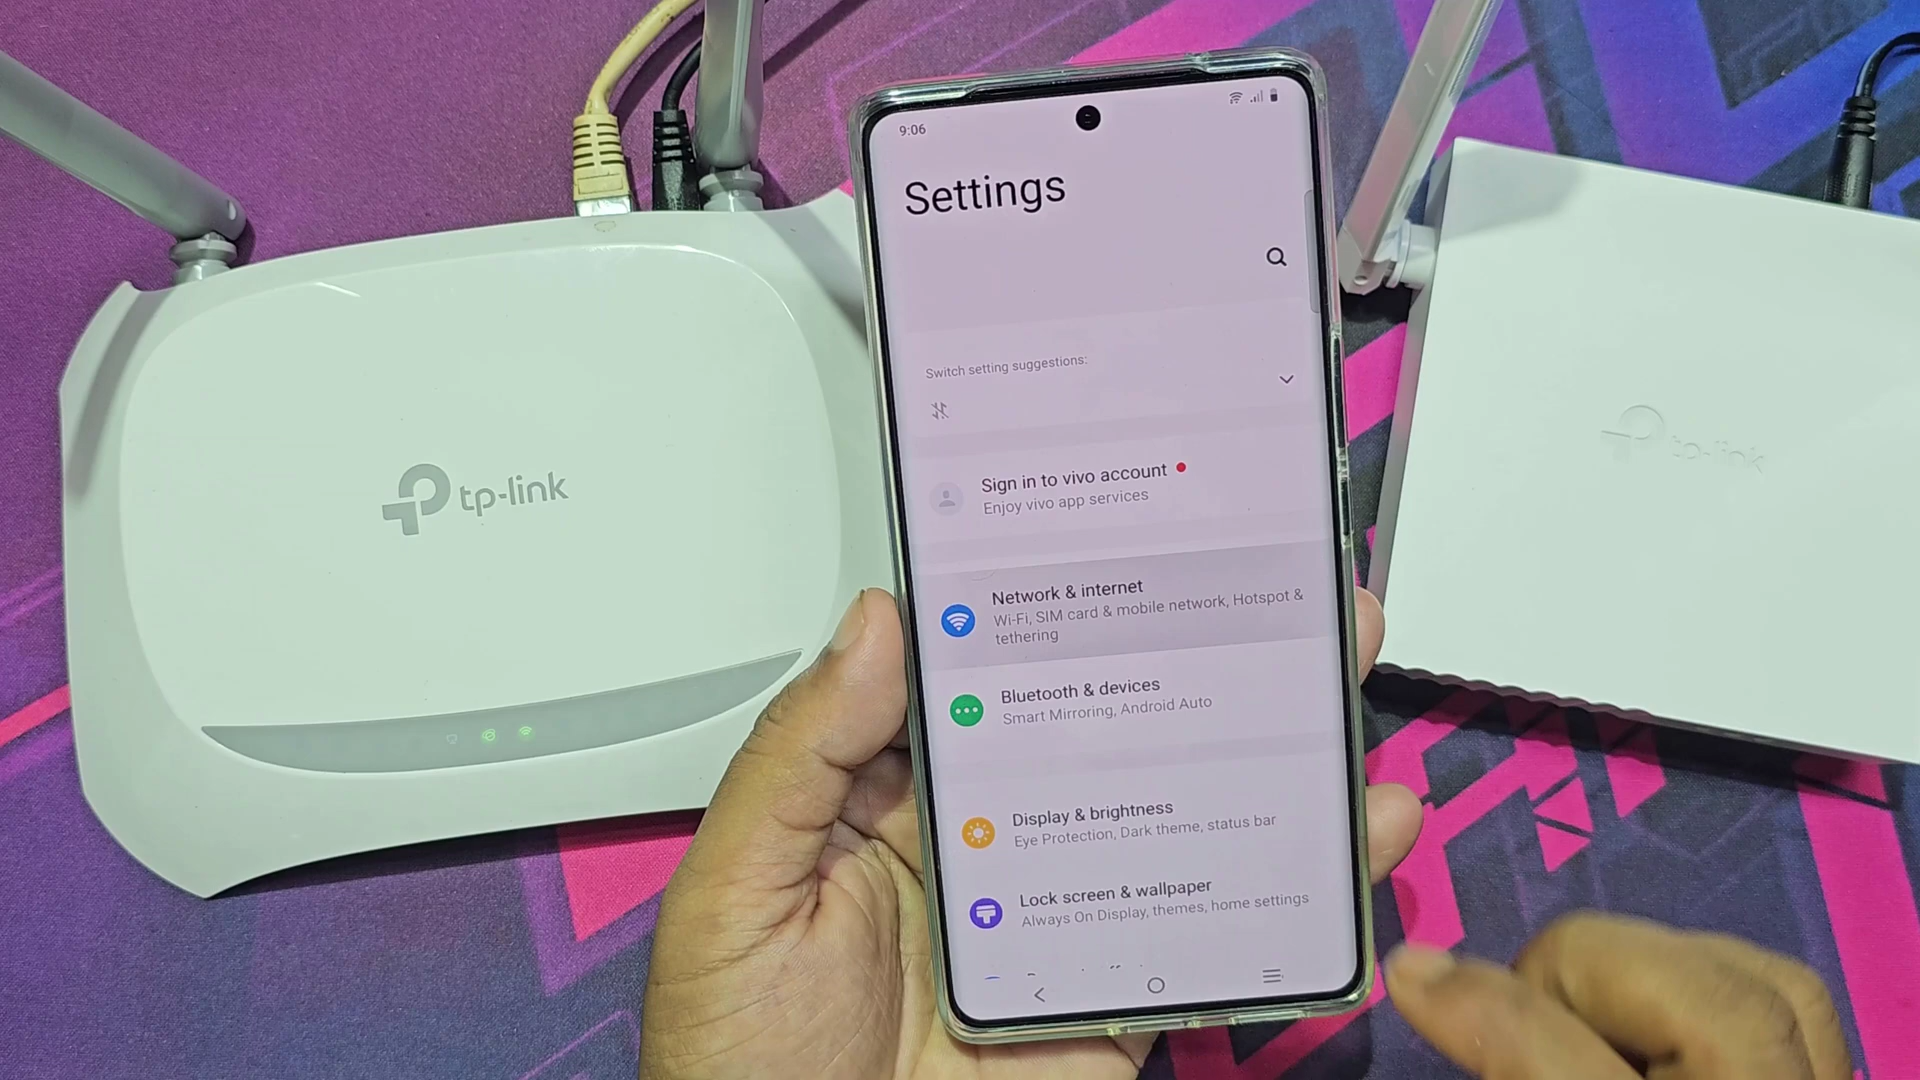 9:06
Settings
Switch setting suggestions:
Sign in to vivo account
Enjoy vivo app services
Network & internet
Wi-Fi, SIM card & mobile network, Hotspot &
tethering
Bluetooth & devices
Smart Mirroring, Android Auto
Display & brightness
Eye Protection, Dark theme, status bar
Lock screen & wallpaper
Always On Display, themes, home settings
tp-link
tp-link